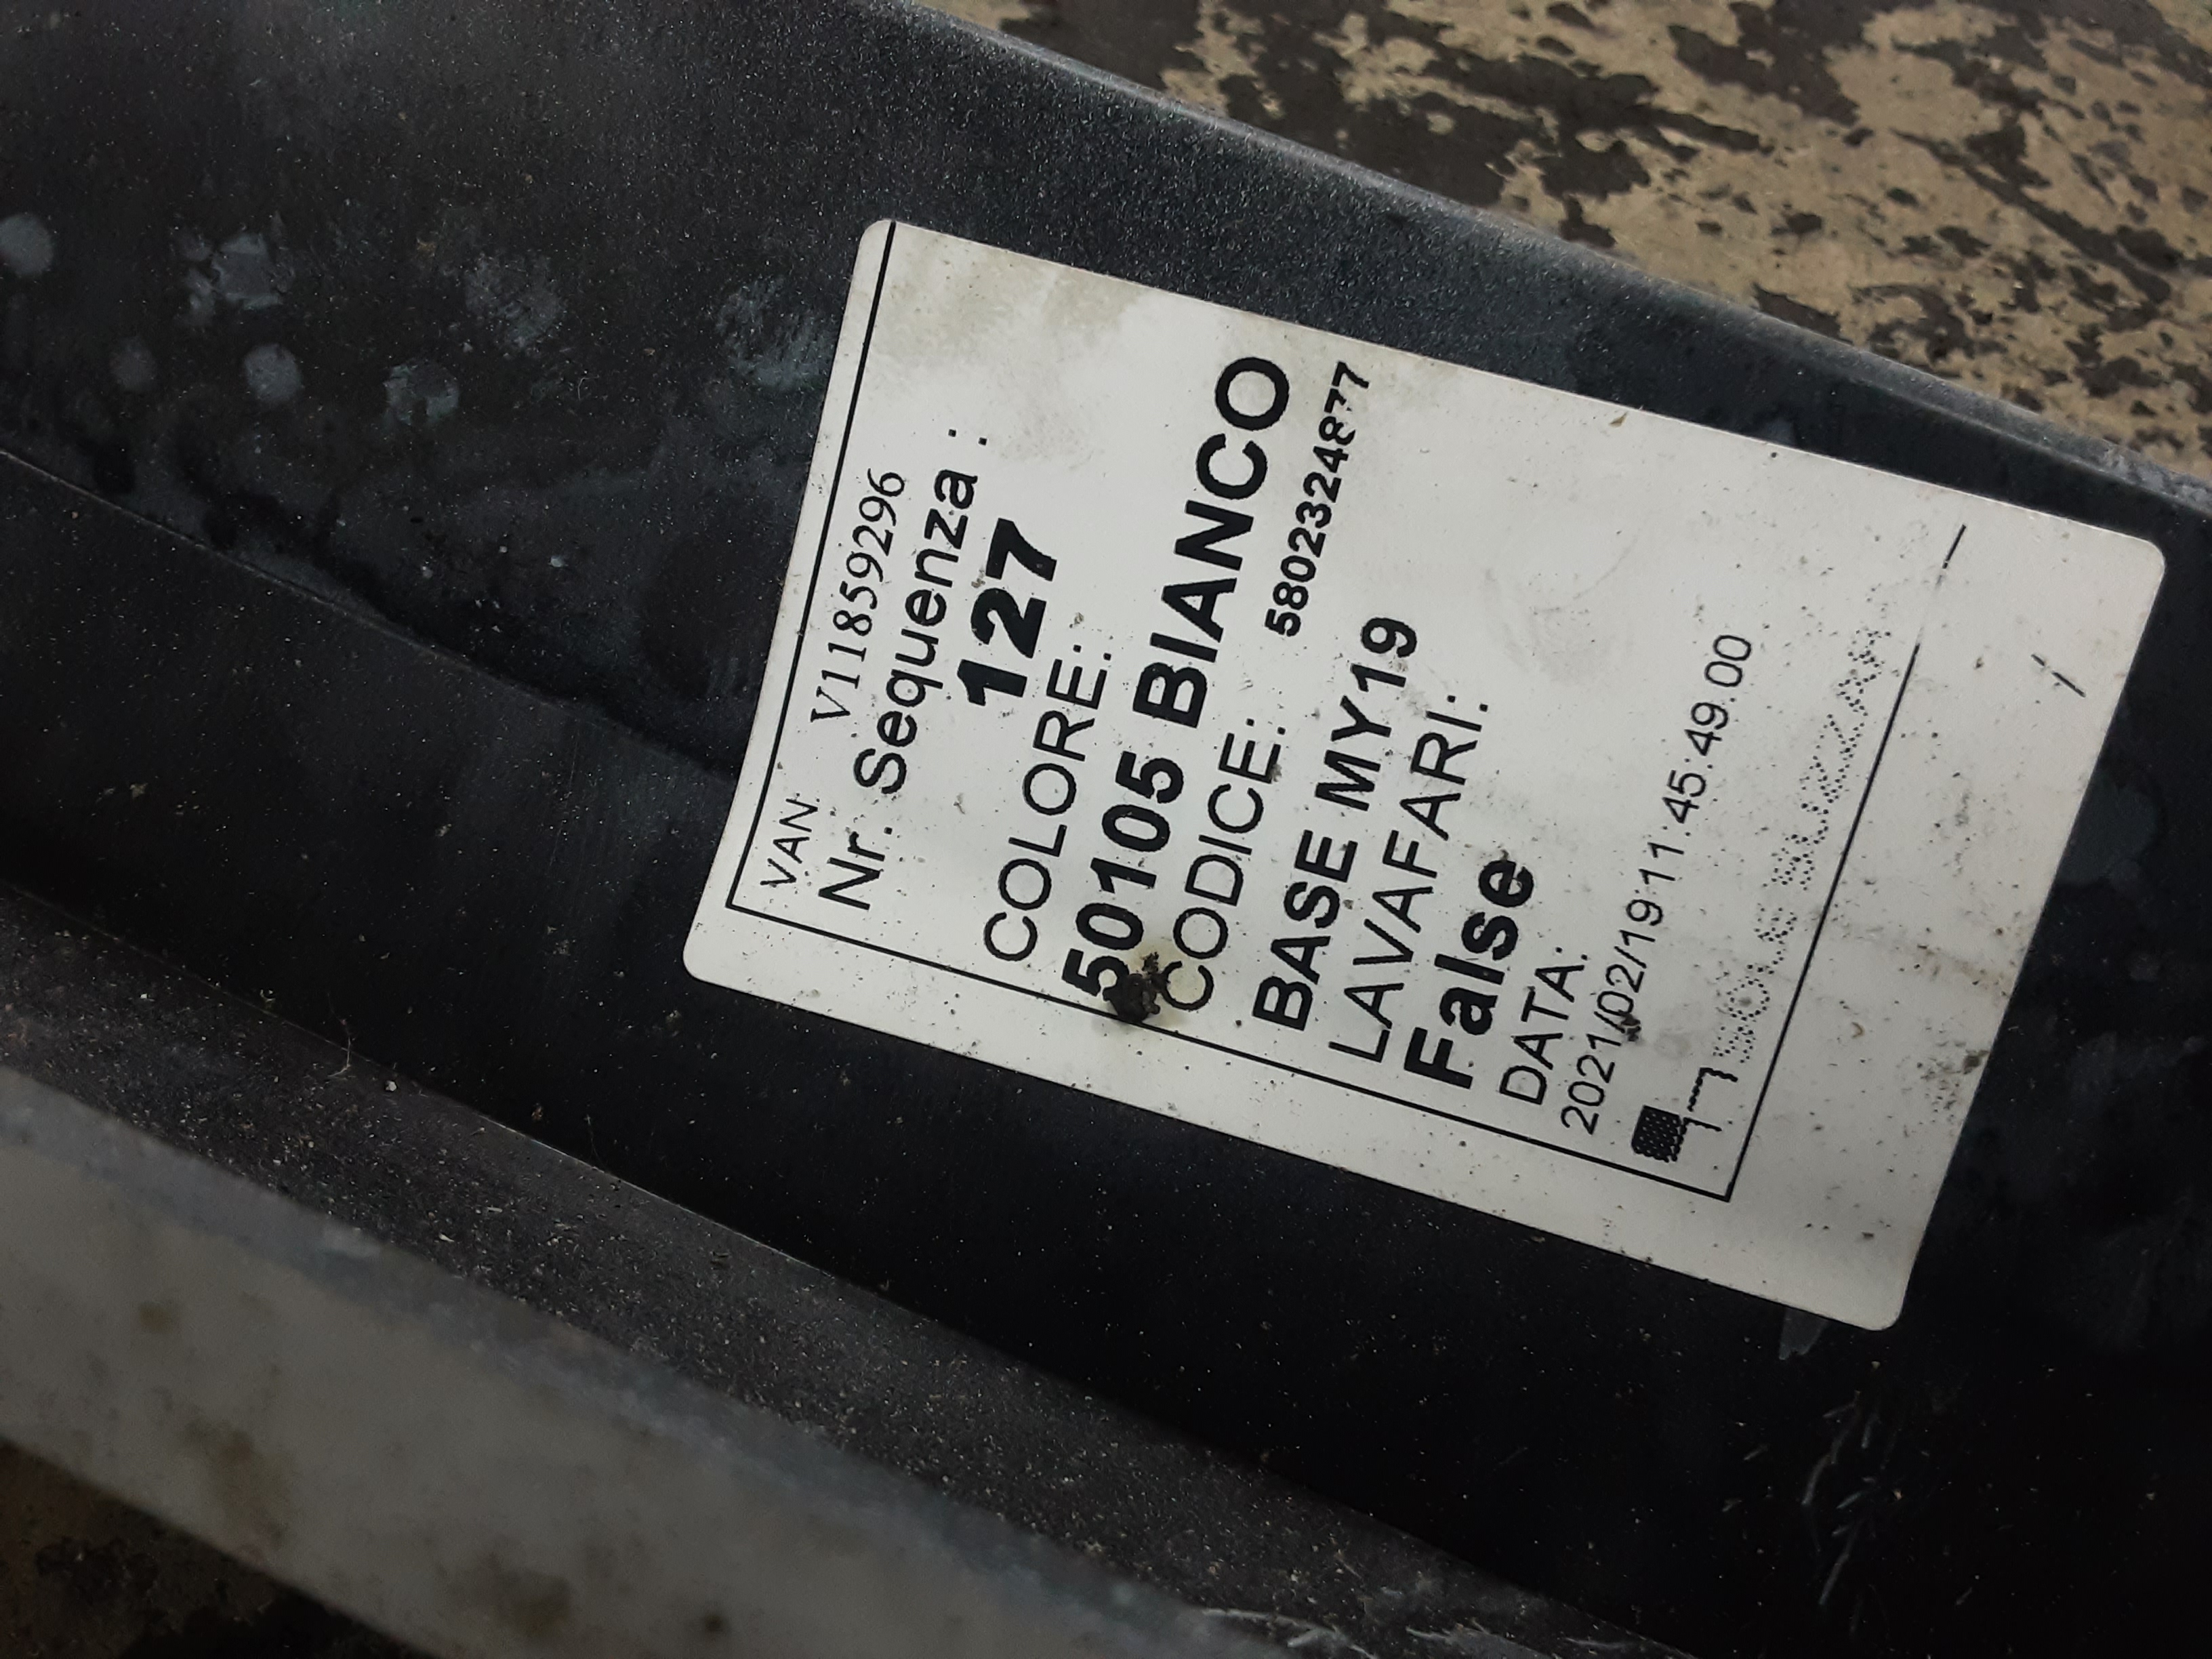 VAN V11859296
Nr. Sequenza :
127
COLORE:
50105 BIANCO
CODICE: 5802324877
BASE MY19
LAVAFARI:
False
DATA:
2021/02/19 11:45:49.00